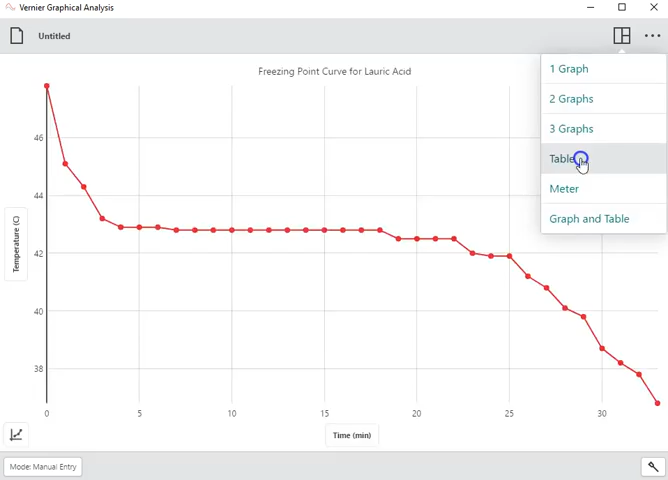 Vernier Graphical Analysis
Untitled
Freezing Point Curve for Lauric Acid
1 Graph
2 Graphs
3 Graphs
Table
Meter
Graph and Table
Temperature (C)
46
44
42
40
38
0 5 10 15 20 25 30
Time (min)
Mode: Manual Entry